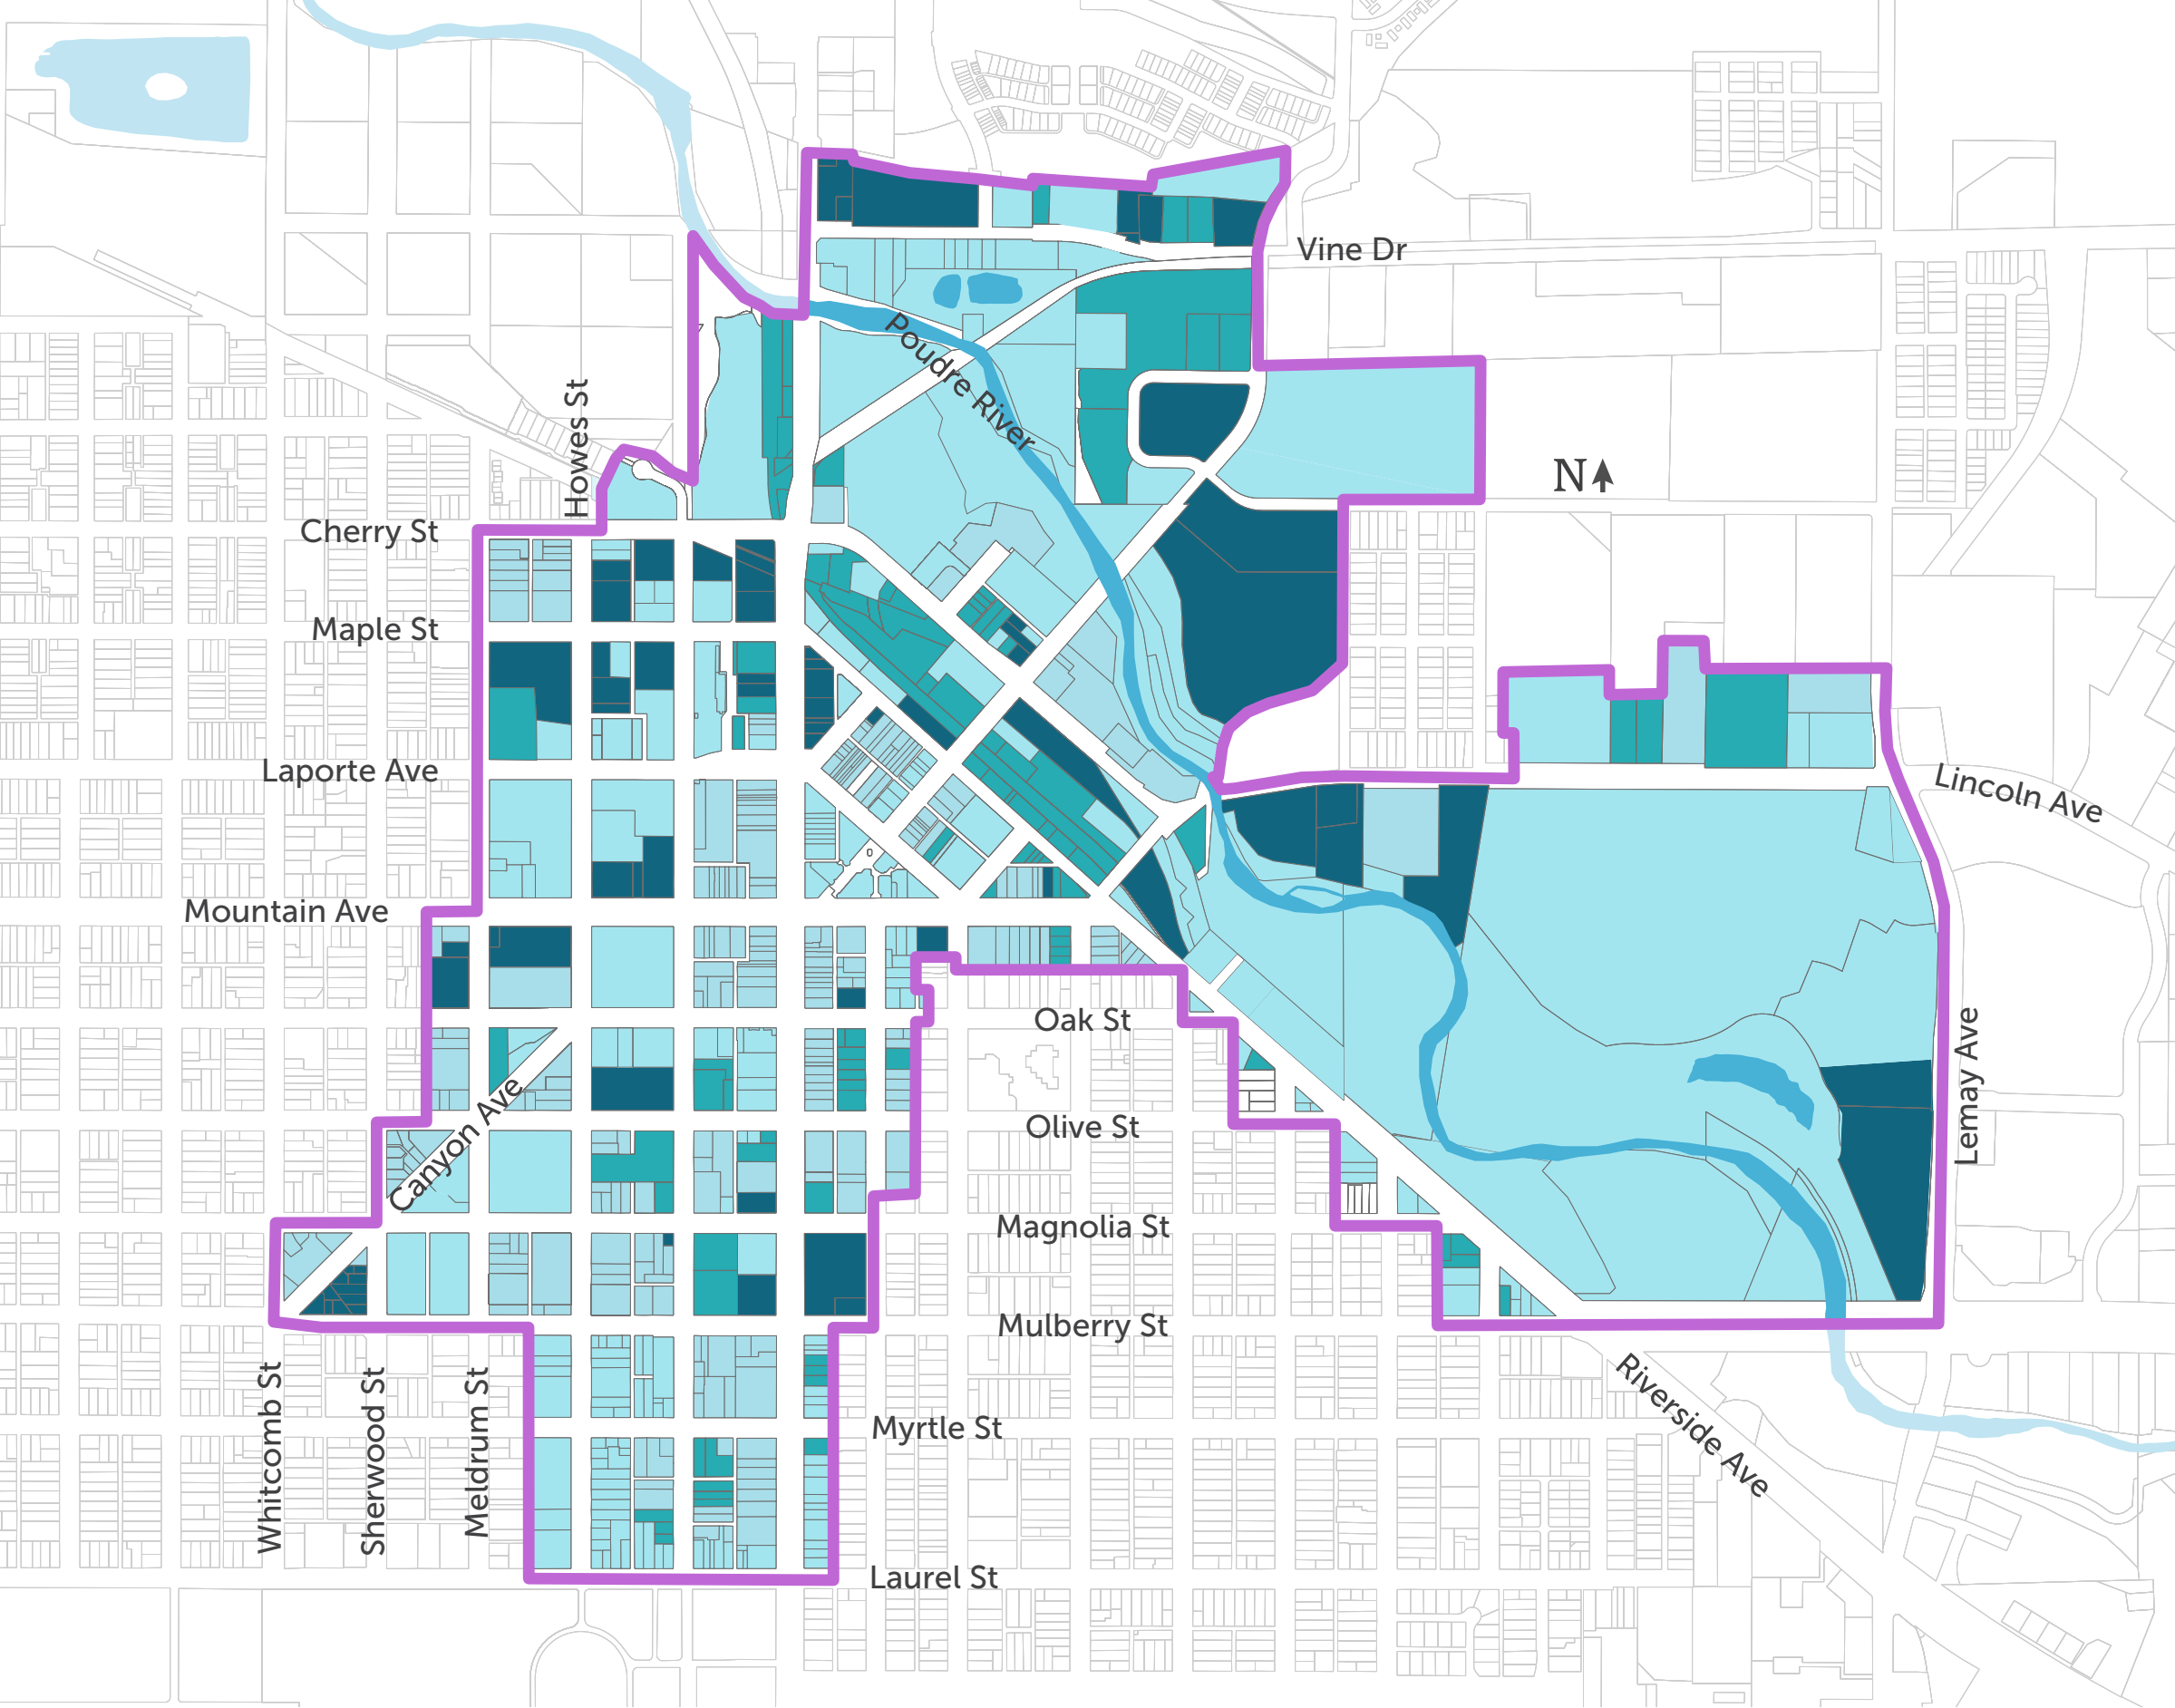 Vine Dr
Poudre River
Howes St
N
Cherry St
Maple St
Laporte Ave
Lincoln Ave
Mountain Ave
Oak St
Lemay Ave
Canyon Ave
Olive St
Magnolia St
Mulberry St
Whitcomb St
Sherwood St
Meldrum St
Riverside Ave
Myrtle St
Laurel St